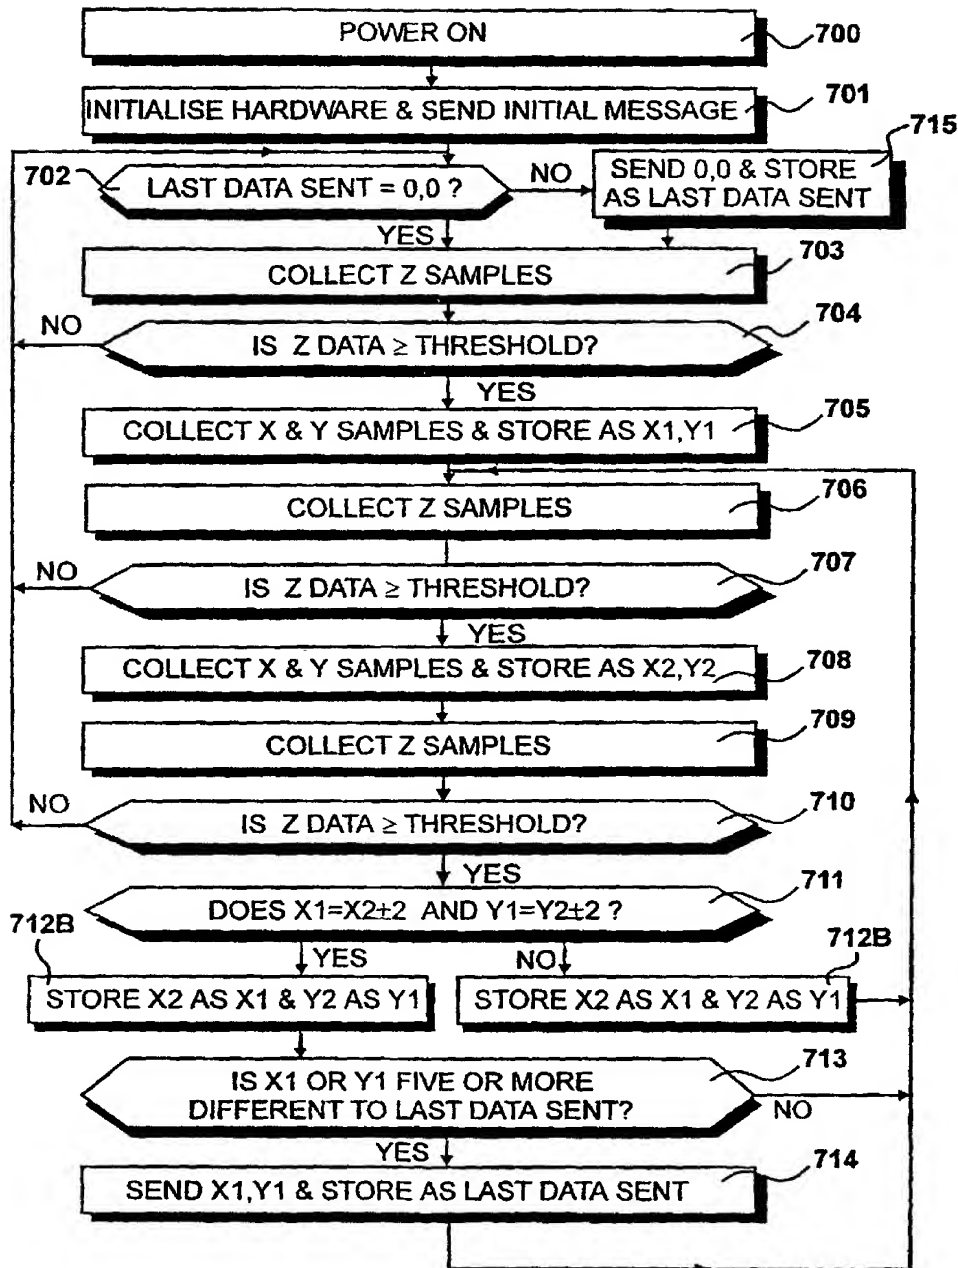 POWER ON
700
INITIALISE HARDWARE & SEND INITIAL MESSAGE
701
715
702
LAST DATA SENT = 0,0 ?
NO
SEND 0,0 & STORE
AS LAST DATA SENT
YES
703
COLLECT Z SAMPLES
NO
704
IS Z DATA ≥ THRESHOLD?
YES
705
COLLECT X & Y SAMPLES & STORE AS X1,Y1
706
COLLECT Z SAMPLES
NO
707
IS Z DATA ≥ THRESHOLD?
YES
COLLECT X & Y SAMPLES & STORE AS X2,Y2
708
709
COLLECT Z SAMPLES
NO
710
IS Z DATA ≥ THRESHOLD?
YES
711
DOES X1=X2±2 AND Y1=Y2±2 ?
712B
YES
NO
712B
STORE X2 AS X1 & Y2 AS Y1
STORE X2 AS X1 & Y2 AS Y1
713
IS X1 OR Y1 FIVE OR MORE
DIFFERENT TO LAST DATA SENT?
NO
YES
714
SEND X1,Y1 & STORE AS LAST DATA SENT